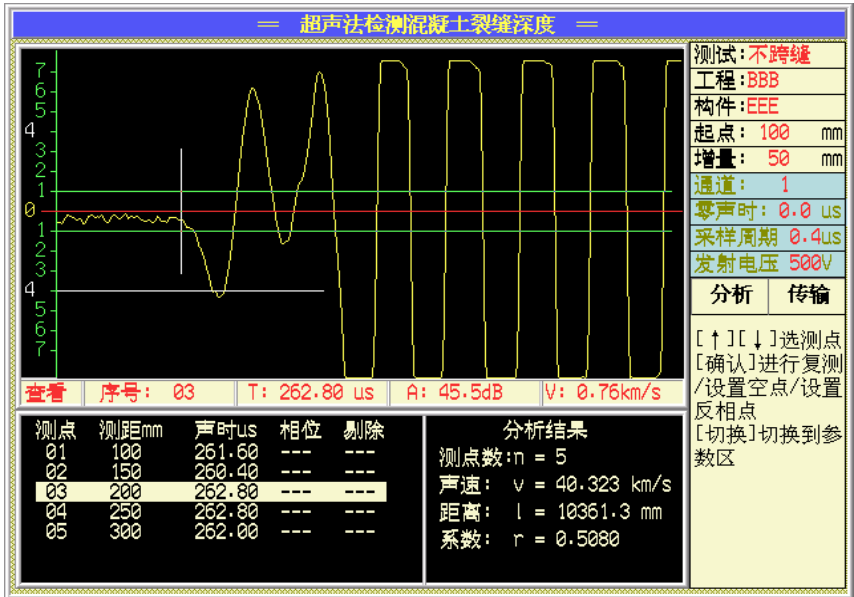 ═ 超声法检测混凝土裂缝深度 ═
7
6
5
4
3
2
1
0
1
2
3
4
5
6
7
测试:不跨缝
工程:BBB
构件:EEE
起点: 100 mm
增量: 50 mm
通道: 1
零声时: 0.0 us
采样周期 0.4us
发射电压 500V
分析 传输
[↑][↓]选测点
[确认]进行复测
/设置空点/设置
反相点
[切换]切换到参
数区
查看 序号: 03 T: 262.80 us A: 45.5dB V: 0.76km/s
测点 测距mm 声时us 相位 剔除
01 100 261.60 --- ---
02 150 260.40 --- ---
03 200 262.80 --- ---
04 250 262.80 --- ---
05 300 262.00 --- ---
分析结果
测点数:n = 5
声速: v = 40.323 km/s
距离: l = 10361.3 mm
系数: r = 0.5080